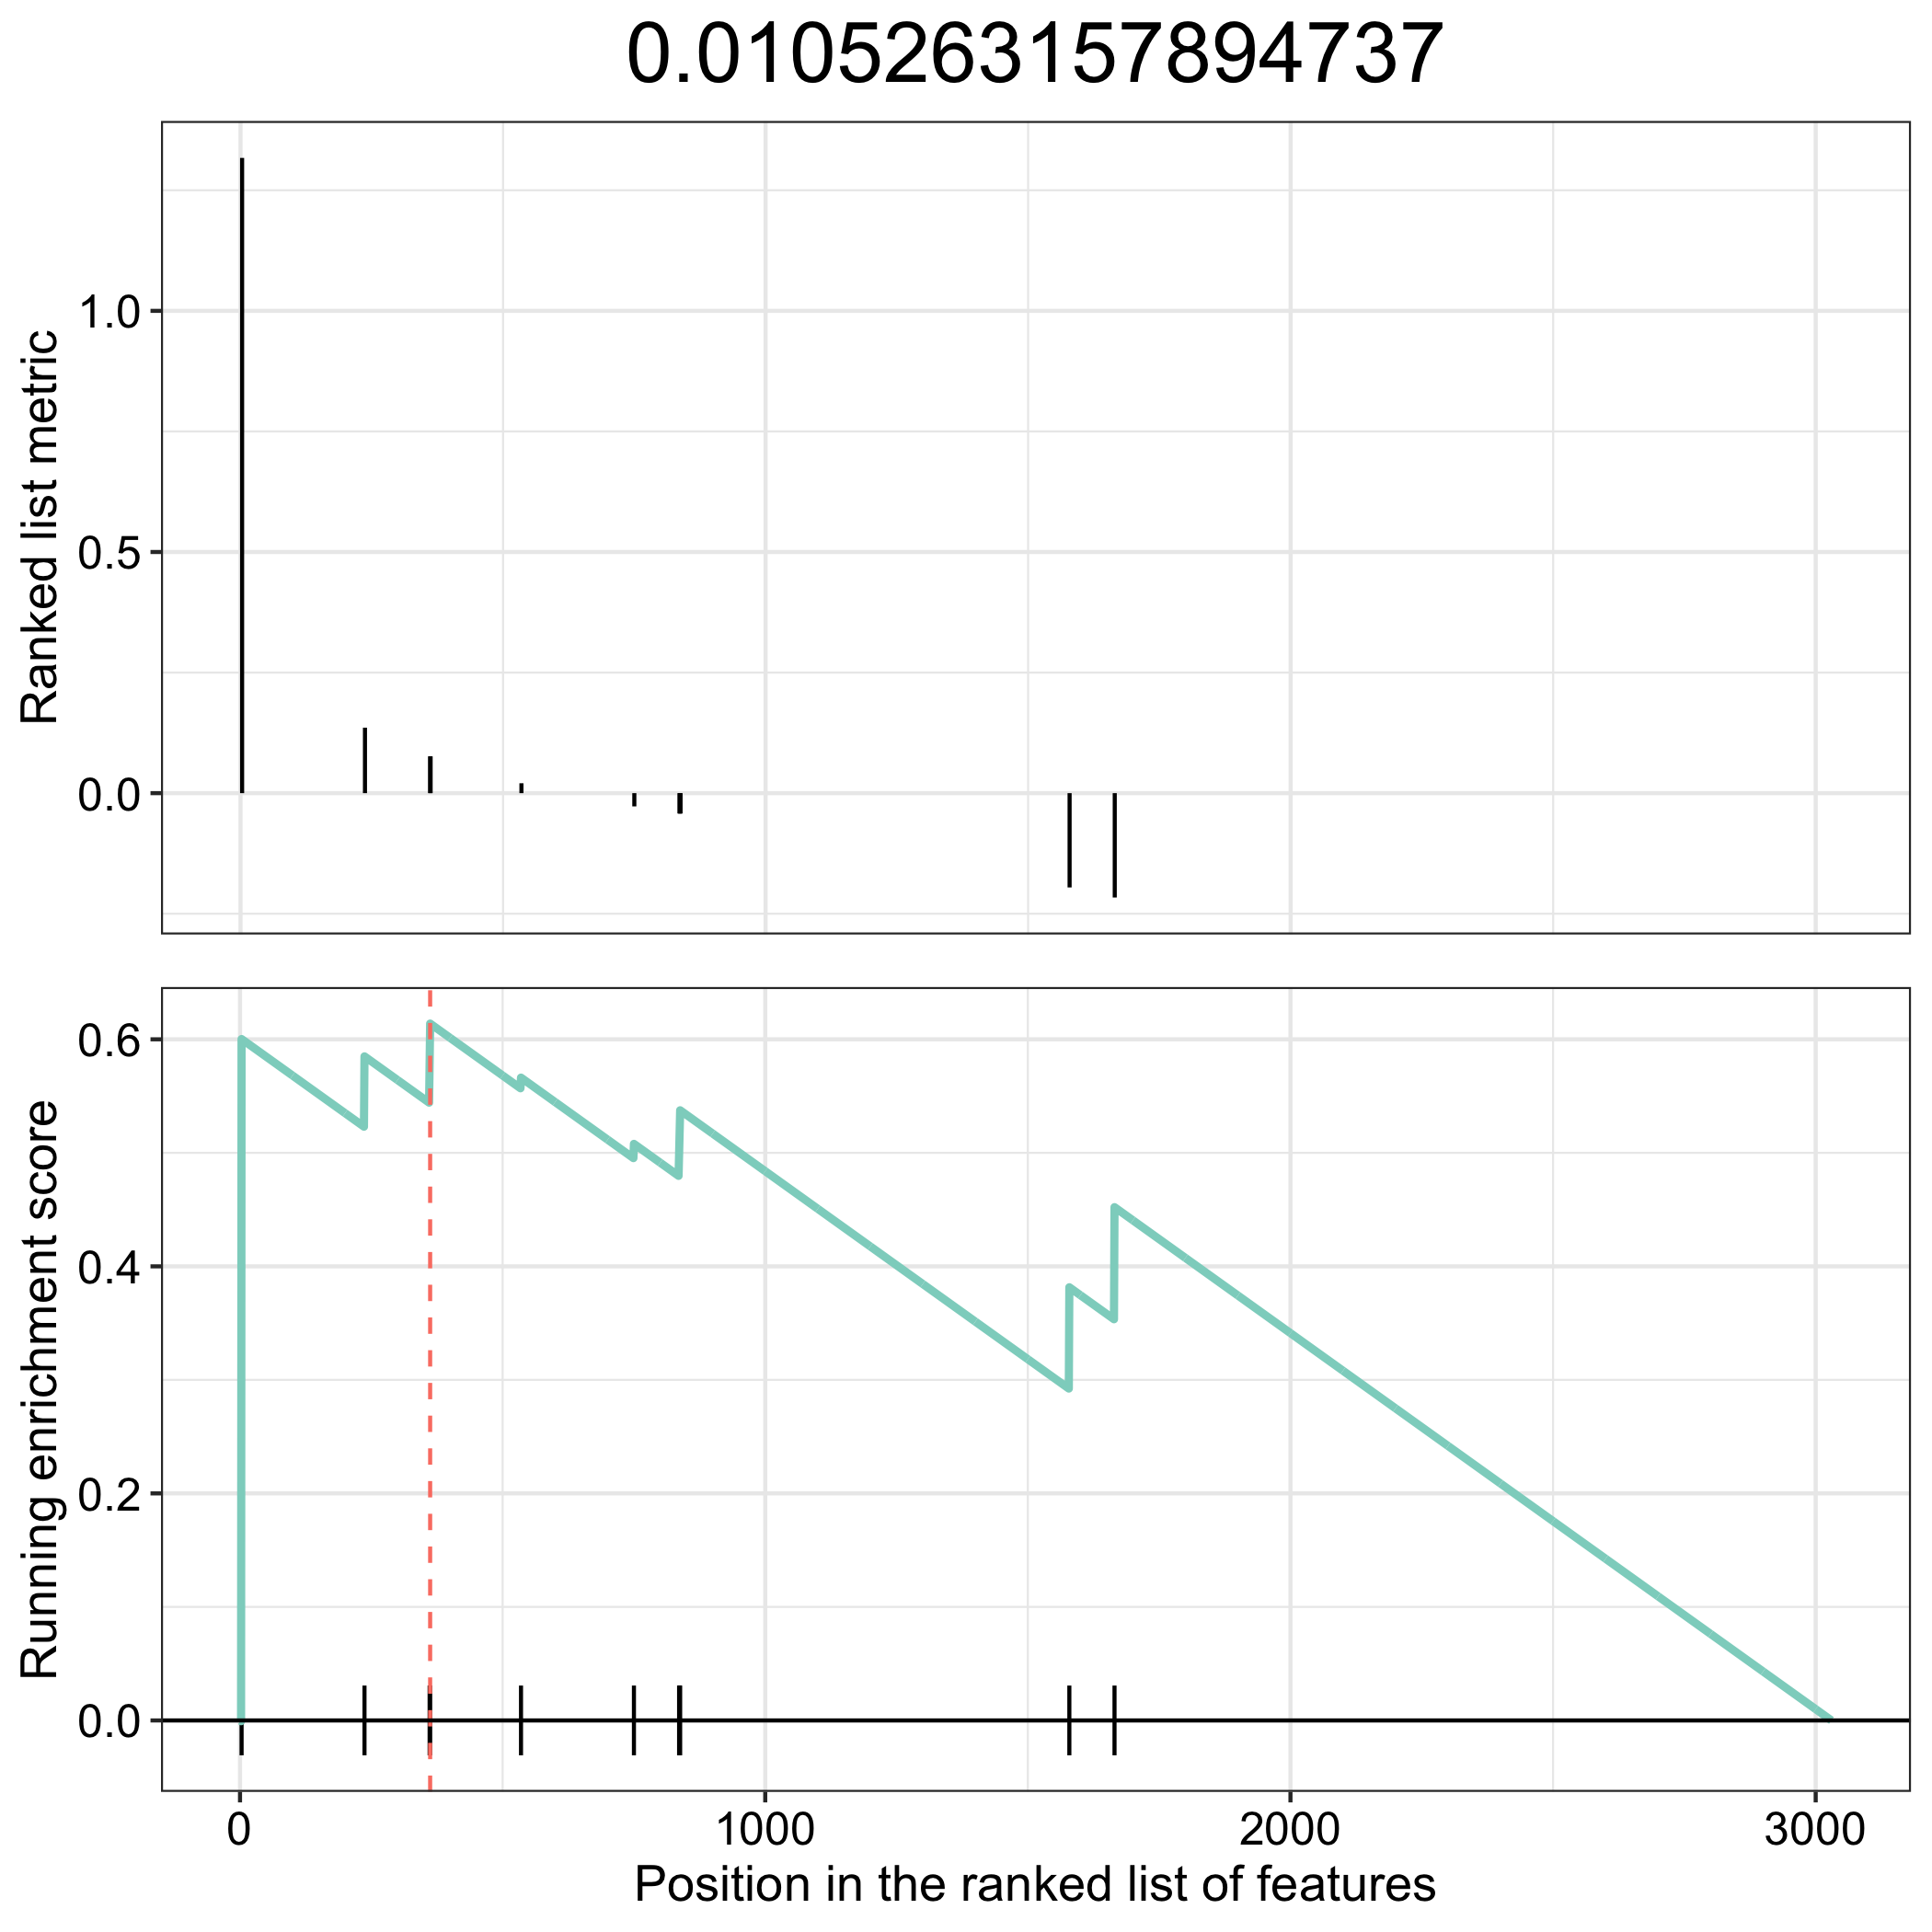 0.0105263157894737
Ranked list metric
1.0
0.5
0.0
Running enrichment score
0.6
0.4
0.2
0.0
0 1000 2000 3000
Position in the ranked list of features